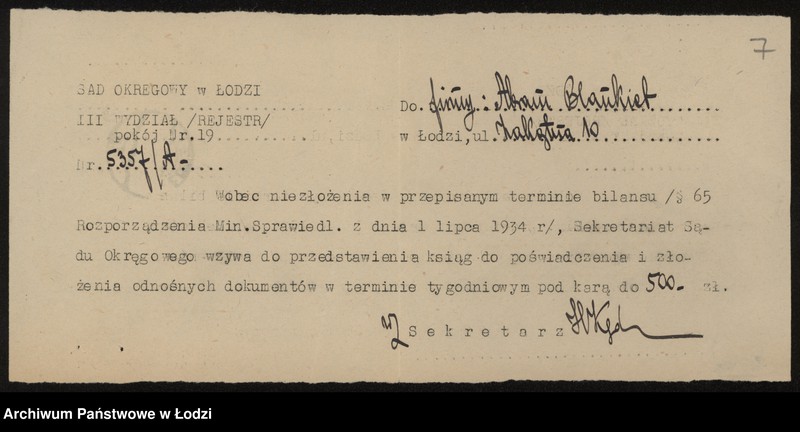 7
SĄD OKRĘGOWY w ŁODZI
Do firmy: Abram Blaukiet
III WYDZIAŁ /REJESTR/
pokój Nr.19
w Łodzi, ul. Zakątna 10
Nr. 5357/A-
Wobec niezłożenia w przepisanym terminie bilansu /§ 65
Rozporządzenia Min.Sprawiedl. z dnia 1 lipca 1934 r/, Sekretariat Są-
du Okręgowego wzywa do przedstawienia ksiąg do poświadczenia i zło-
żenia odnośnych dokumentów w terminie tygodniowym pod karą do 500.- zł.
Sekretarz
Archiwum Państwowe w Łodzi